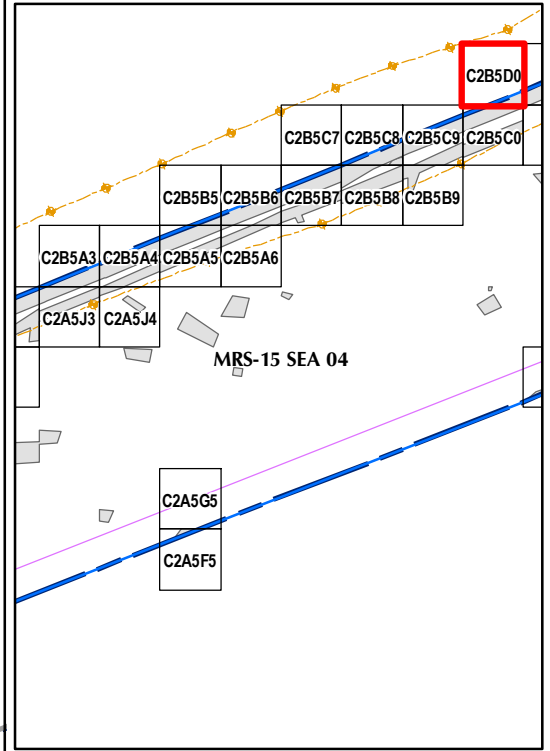 C2B5D0
C2B5C7 C2B5C8 C2B5C9 C2B5C0
C2B5B5 C2B5B6 C2B5B7 C2B5B8 C2B5B9
C2B5A3 C2B5A4 C2B5A5 C2B5A6
C2A5J3 C2A5J4
MRS-15 SEA 04
C2A5G5
C2A5F5